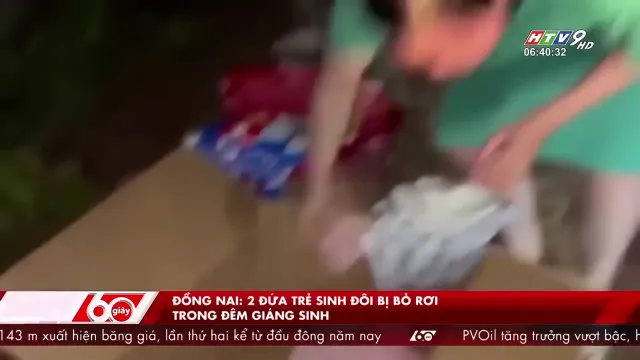 HTV9HD
06:40:32
60 giây
ĐỒNG NAI: 2 ĐỨA TRẺ SINH ĐÔI BỊ BỎ RƠI
TRONG ĐÊM GIÁNG SINH
143 m xuất hiện băng giá, lần thứ hai kể từ đầu đông năm nay 60 PVOil tăng trưởng vượt bậc, H